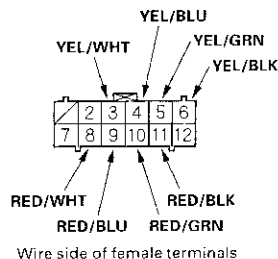 YEL/BLU
YEL/WHT
YEL/GRN
YEL/BLK
2 3 4 5 6
7 8 9 10 11 12
RED/WHT
RED/BLK
RED/BLU
RED/GRN
Wire side of female terminals